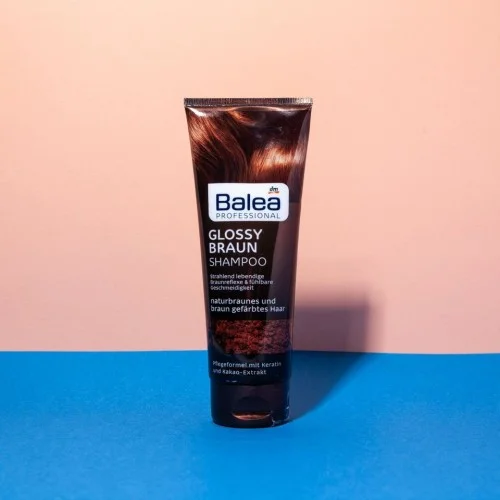 dm
Balea
PROFESSIONAL
GLOSSY
BRAUN
SHAMPOO
Strahlend lebendige
Braunreflexe & fühlbare
Geschmeidigkeit
naturbraunes und
braun gefärbtes Haar
Pflegeformel mit Keratin
und Kakao-Extrakt